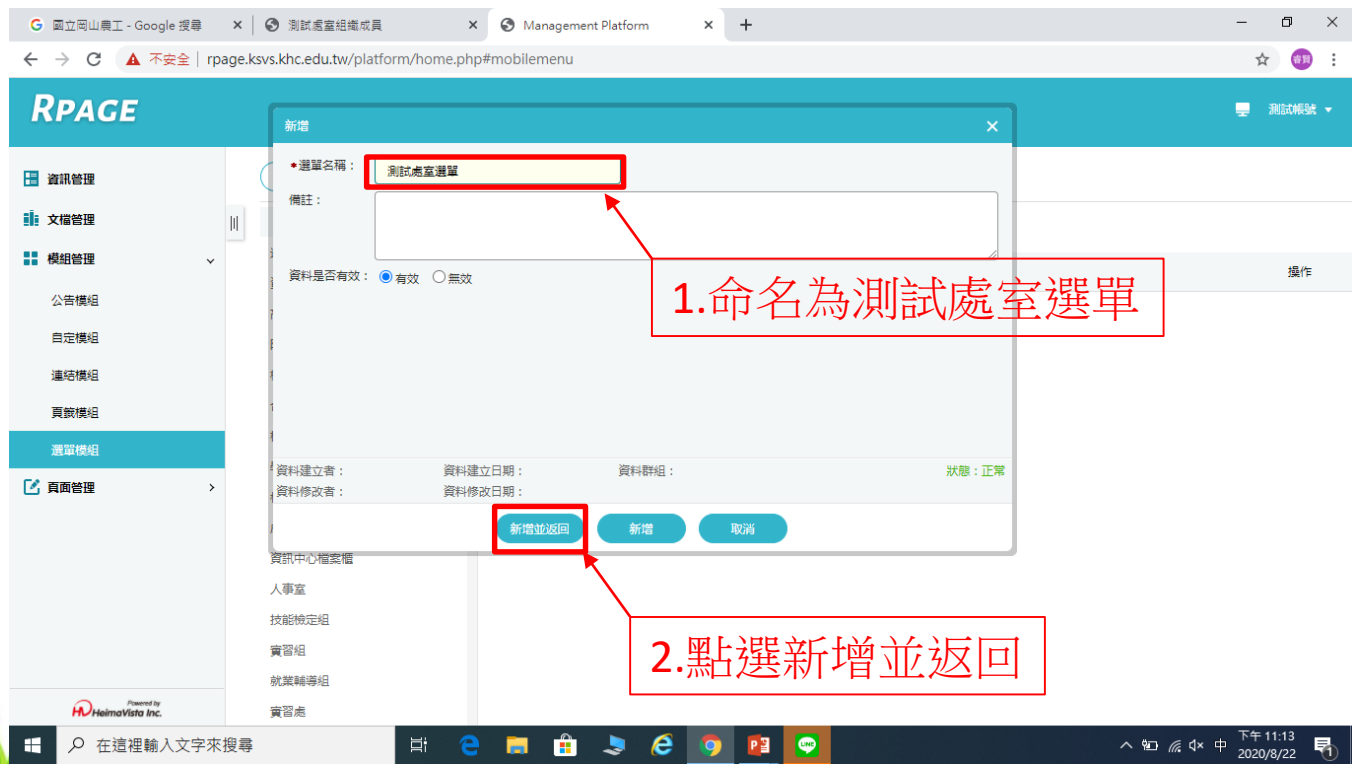 國立岡山農工 - Google 搜尋
測試處室組織成員
Management Platform
不安全 | rpage.ksvs.khc.edu.tw/platform/home.php#mobilemenu
睿賢
RPAGE
測試帳號
新增
資訊管理
文檔管理
模組管理
公告模組
自定模組
連結模組
頁籤模組
選單模組
頁面管理
*選單名稱：
測試處室選單
備註：
資料是否有效：
有效
無效
操作
1.命名為測試處室選單
資料建立者：
資料建立日期：
資料群組：
狀態：正常
資料修改者：
資料修改日期：
新增並返回
新增
取消
資訊中心檔案櫃
人事室
技能檢定組
實習組
就業輔導組
實習處
2.點選新增並返回
Powered by
HeimaVista Inc.
在這裡輸入文字來搜尋
LINE
中
下午 11:13
2020/8/22
1